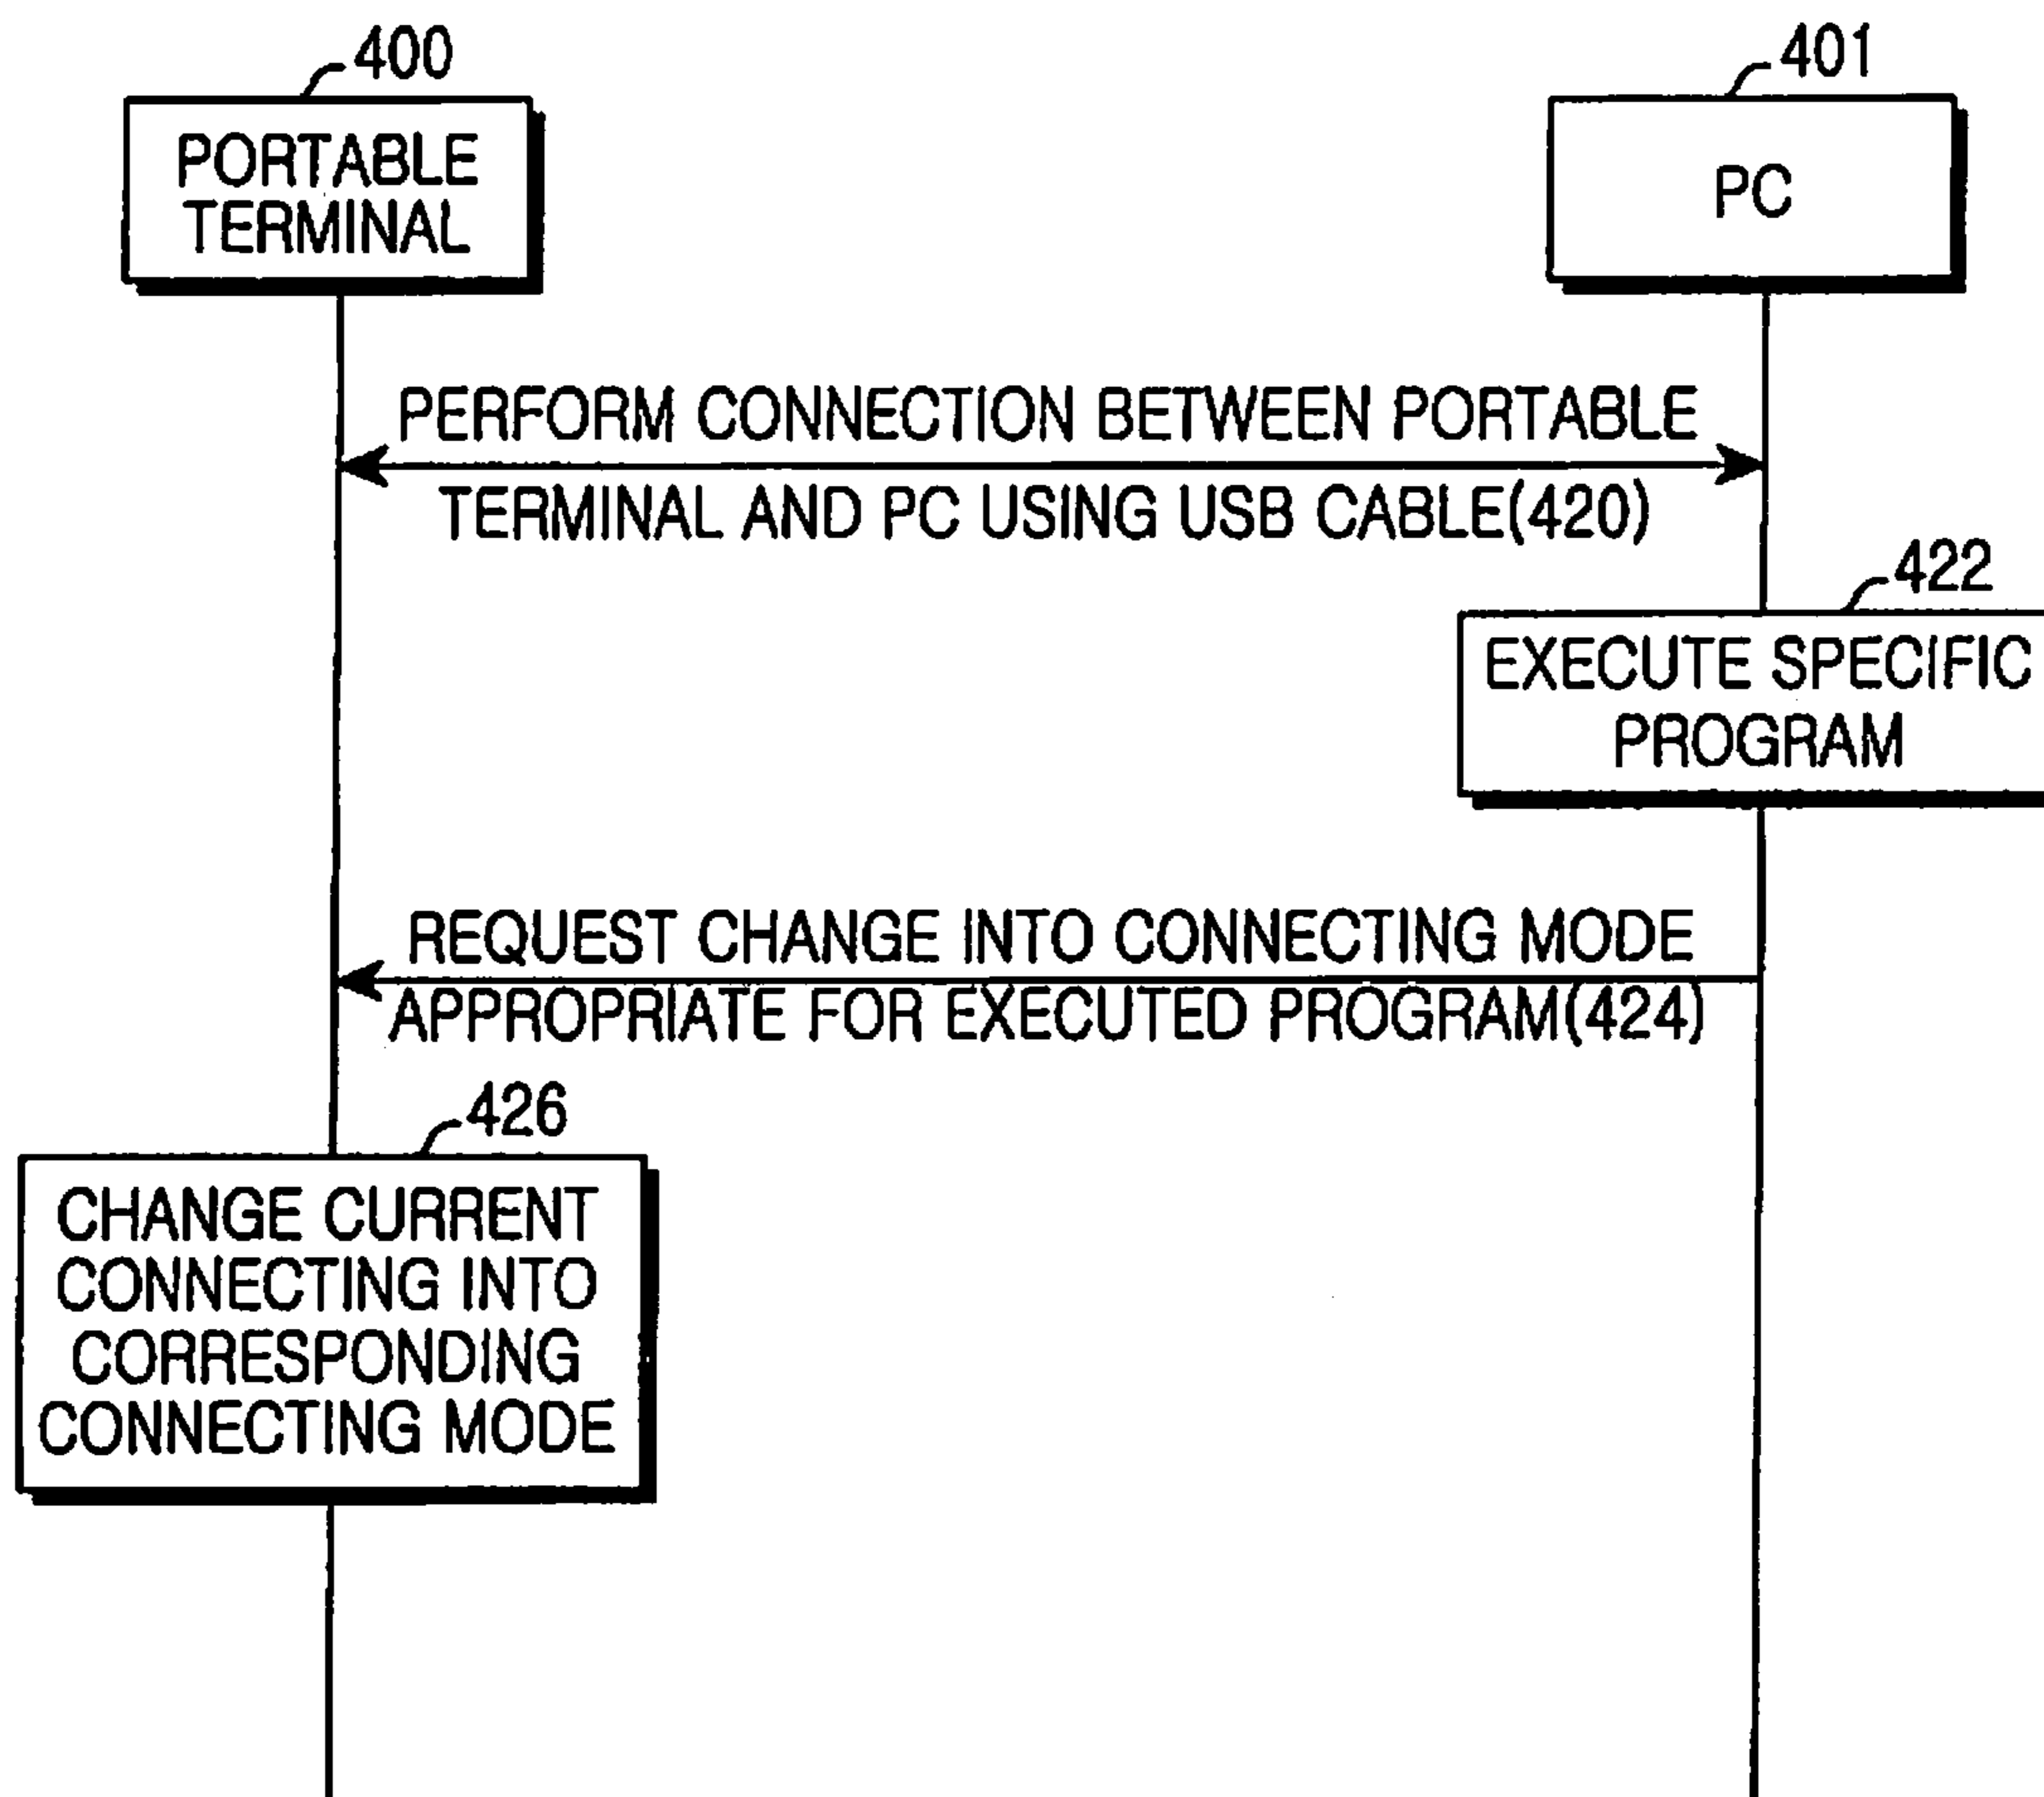 400
401
PORTABLE
TERMINAL
PC
PERFORM CONNECTION BETWEEN PORTABLE
TERMINAL AND PC USING USB CABLE(420)
422
EXECUTE SPECIFIC
PROGRAM
REQUEST CHANGE INTO CONNECTING MODE
APPROPRIATE FOR EXECUTED PROGRAM(424)
426
CHANGE CURRENT
CONNECTING INTO
CORRESPONDING
CONNECTING MODE